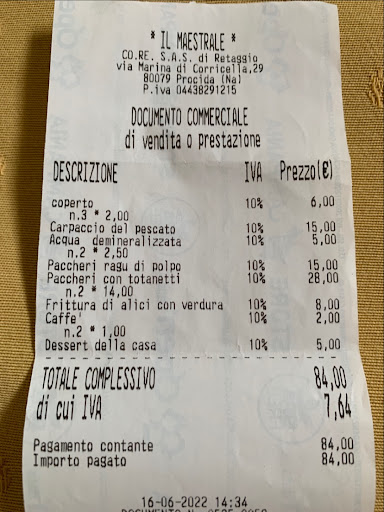 * IL MAESTRALE *
CO.RE. S.A.S. di Retaggio
via Marina di Corricella,29
80079 Procida (Na)
P.iva 04438291215
DOCUMENTO COMMERCIALE
di vendita o prestazione
DESCRIZIONE IVA Prezzo(€)
coperto 10% 6,00
n.3 * 2,00
Carpaccio del pescato 10% 15,00
Acqua demineralizzata 10% 5,00
n.2 * 2,50
Paccheri ragu di polpo 10% 15,00
Paccheri con totanetti 10% 28,00
n.2 * 14,00
Frittura di alici con verdura 10% 8,00
Caffe' 10% 2,00
n.2 * 1,00
Dessert della casa 10% 5,00
TOTALE COMPLESSIVO 84,00
di cui IVA 7,64
Pagamento contante 84,00
Importo pagato 84,00
16-06-2022 14:34
DOCUMENTO N.